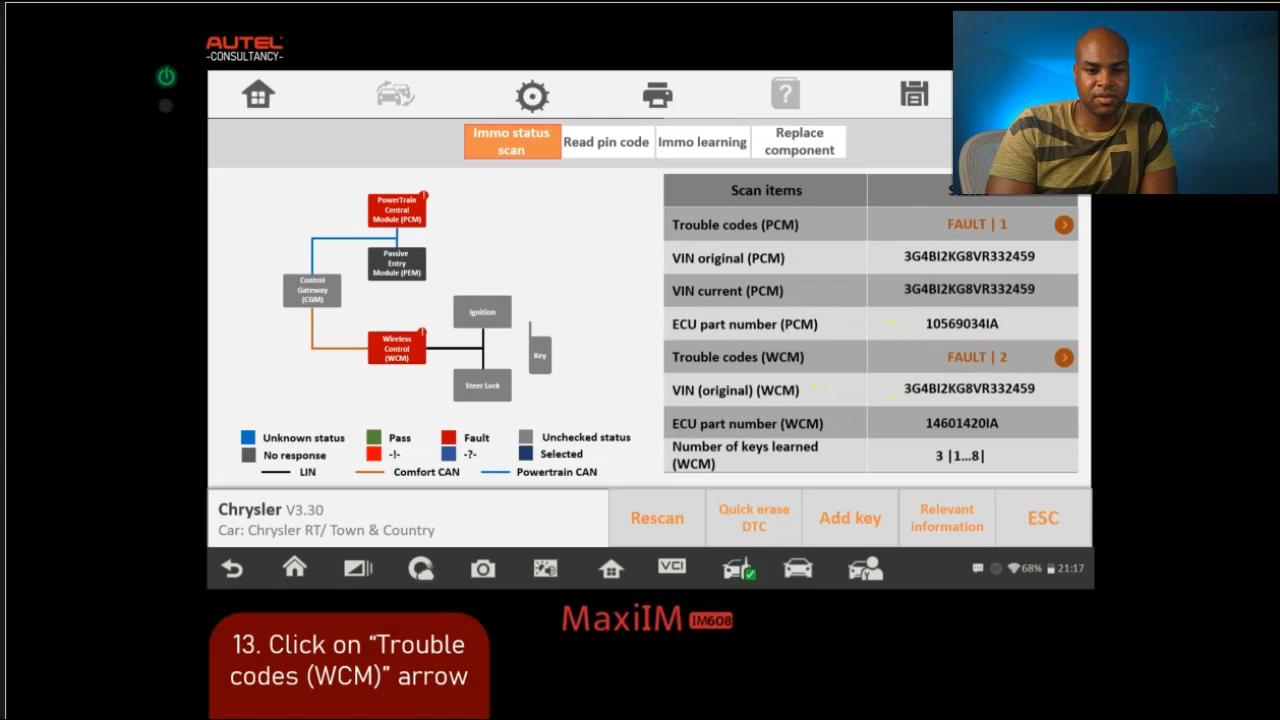 AUTEL
-CONSULTANCY-
Immo status
scan
Read pin code
Immo learning
Replace
component
PowerTrain
Central
Module (PCM)
Passive
Entry
Module (PEM)
Control
Gateway
(CGM)
Ignition
Wireless
Control
(WCM)
Key
Steer Lock
Unknown status
Pass
Fault
Unchecked status
No response
-!-
-?-
Selected
LIN
Comfort CAN
Powertrain CAN
Scan items
Trouble codes (PCM)
FAULT | 1
VIN original (PCM)
3G4BI2KG8VR332459
VIN current (PCM)
3G4BI2KG8VR332459
ECU part number (PCM)
10569034IA
Trouble codes (WCM)
FAULT | 2
VIN (original) (WCM)
3G4BI2KG8VR332459
ECU part number (WCM)
14601420IA
Number of keys learned
(WCM)
3 |1...8|
Chrysler V3.30
Car: Chrysler RT/ Town & Country
Rescan
Quick erase
DTC
Add key
Relevant
information
ESC
VCI
68%
21:17
MaxiIM IM608
13. Click on “Trouble
codes (WCM)” arrow